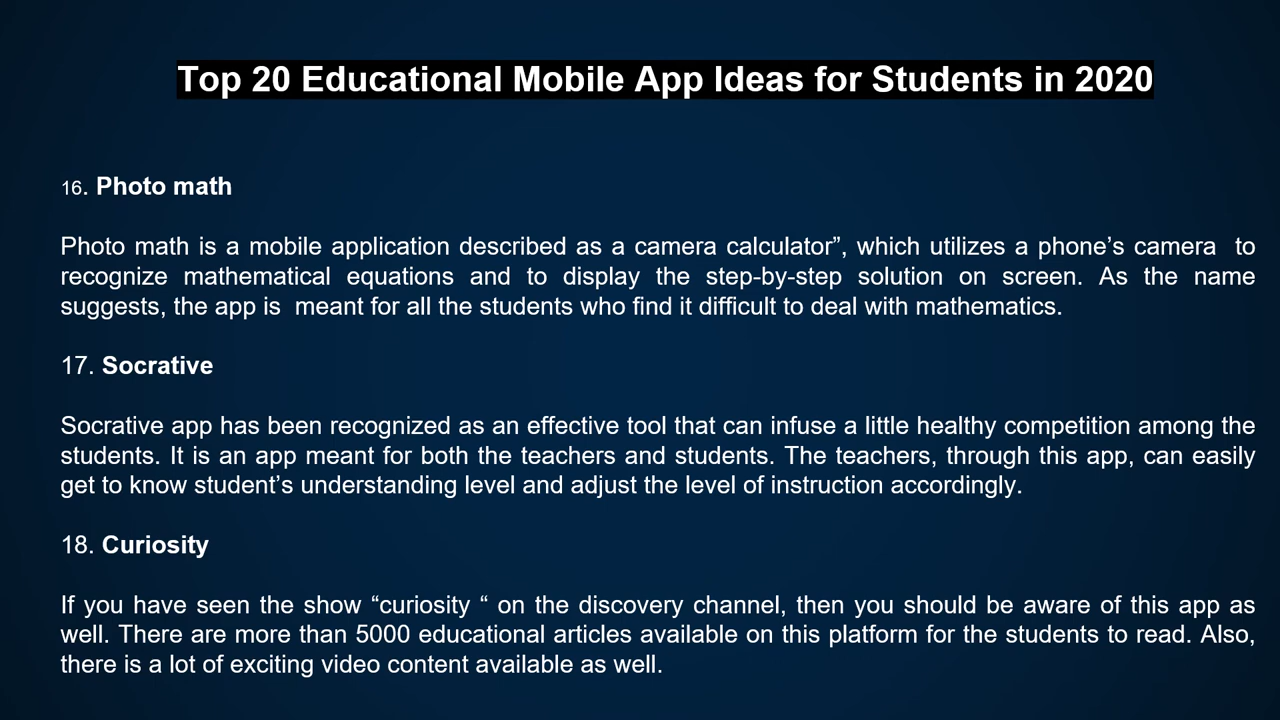 Top 20 Educational Mobile App Ideas for Students in 2020
16. Photo math
Photo math is a mobile application described as a camera calculator”, which utilizes a phone’s camera to
recognize mathematical equations and to display the step-by-step solution on screen. As the name
suggests, the app is meant for all the students who find it difficult to deal with mathematics.
17. Socrative
Socrative app has been recognized as an effective tool that can infuse a little healthy competition among the
students. It is an app meant for both the teachers and students. The teachers, through this app, can easily
get to know student’s understanding level and adjust the level of instruction accordingly.
18. Curiosity
If you have seen the show “curiosity “ on the discovery channel, then you should be aware of this app as
well. There are more than 5000 educational articles available on this platform for the students to read. Also,
there is a lot of exciting video content available as well.